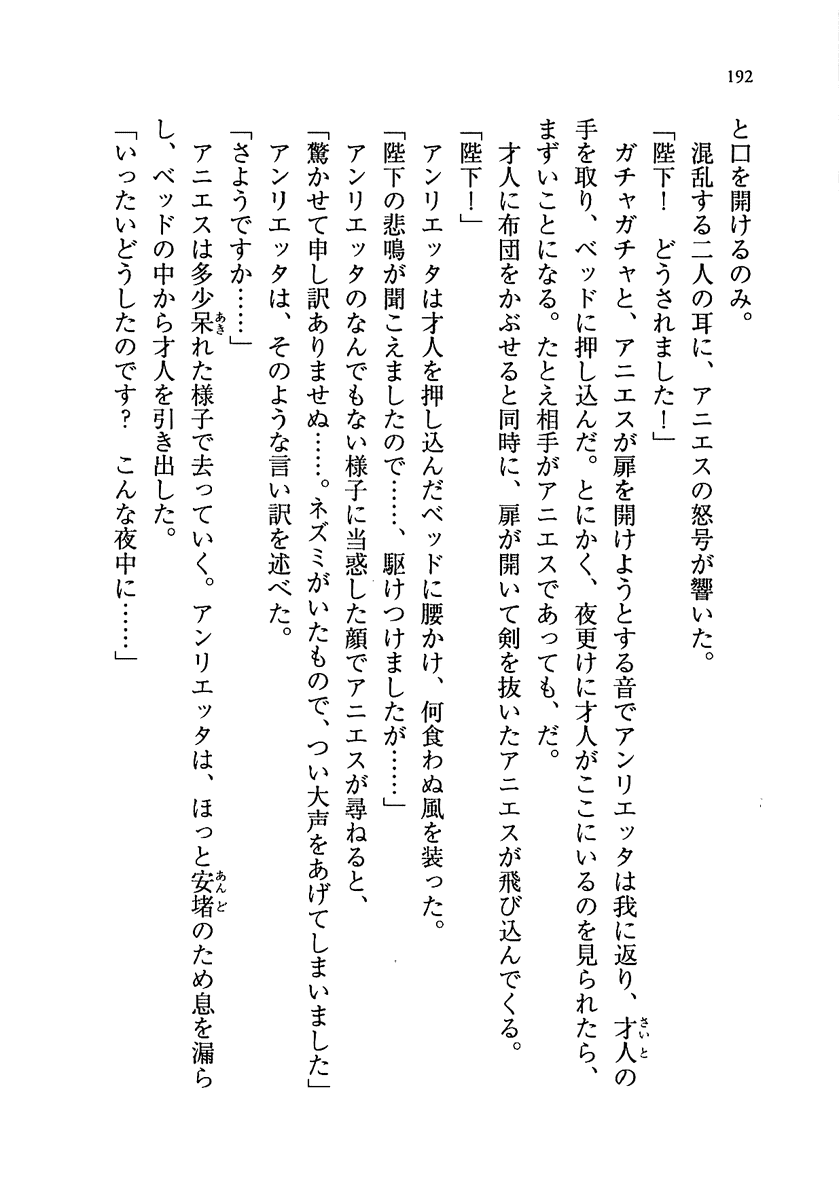 192
と口を開けるのみ。
混乱する二人の耳に、アニエスの怒号が響いた。
「陛下！　どうされました！」
ガチャガチャと、アニエスが扉を開けようとする音でアンリエッタは我に返り、才人の
手を取り、ベッドに押し込んだ。とにかく、夜更けに才人がここにいるのを見られたら、
まずいことになる。たとえ相手がアニエスであっても、だ。
才人に布団をかぶせると同時に、扉が開いて剣を抜いたアニエスが飛び込んでくる。
「陛下！」
アンリエッタは才人を押し込んだベッドに腰かけ、何食わぬ風を装った。
「陛下の悲鳴が聞こえましたので……、駆けつけましたが……」
アンリエッタのなんでもない様子に当惑した顔でアニエスが尋ねると、
「驚かせて申し訳ありませぬ……。ネズミがいたもので、つい大声をあげてしまいました」
アンリエッタは、そのような言い訳を述べた。
「さようですか……」
アニエスは多少呆れた様子で去っていく。アンリエッタは、ほっと安堵のため息を漏ら
し、ベッドの中から才人を引き出した。
「いったいどうしたのです？　こんな夜中に……」